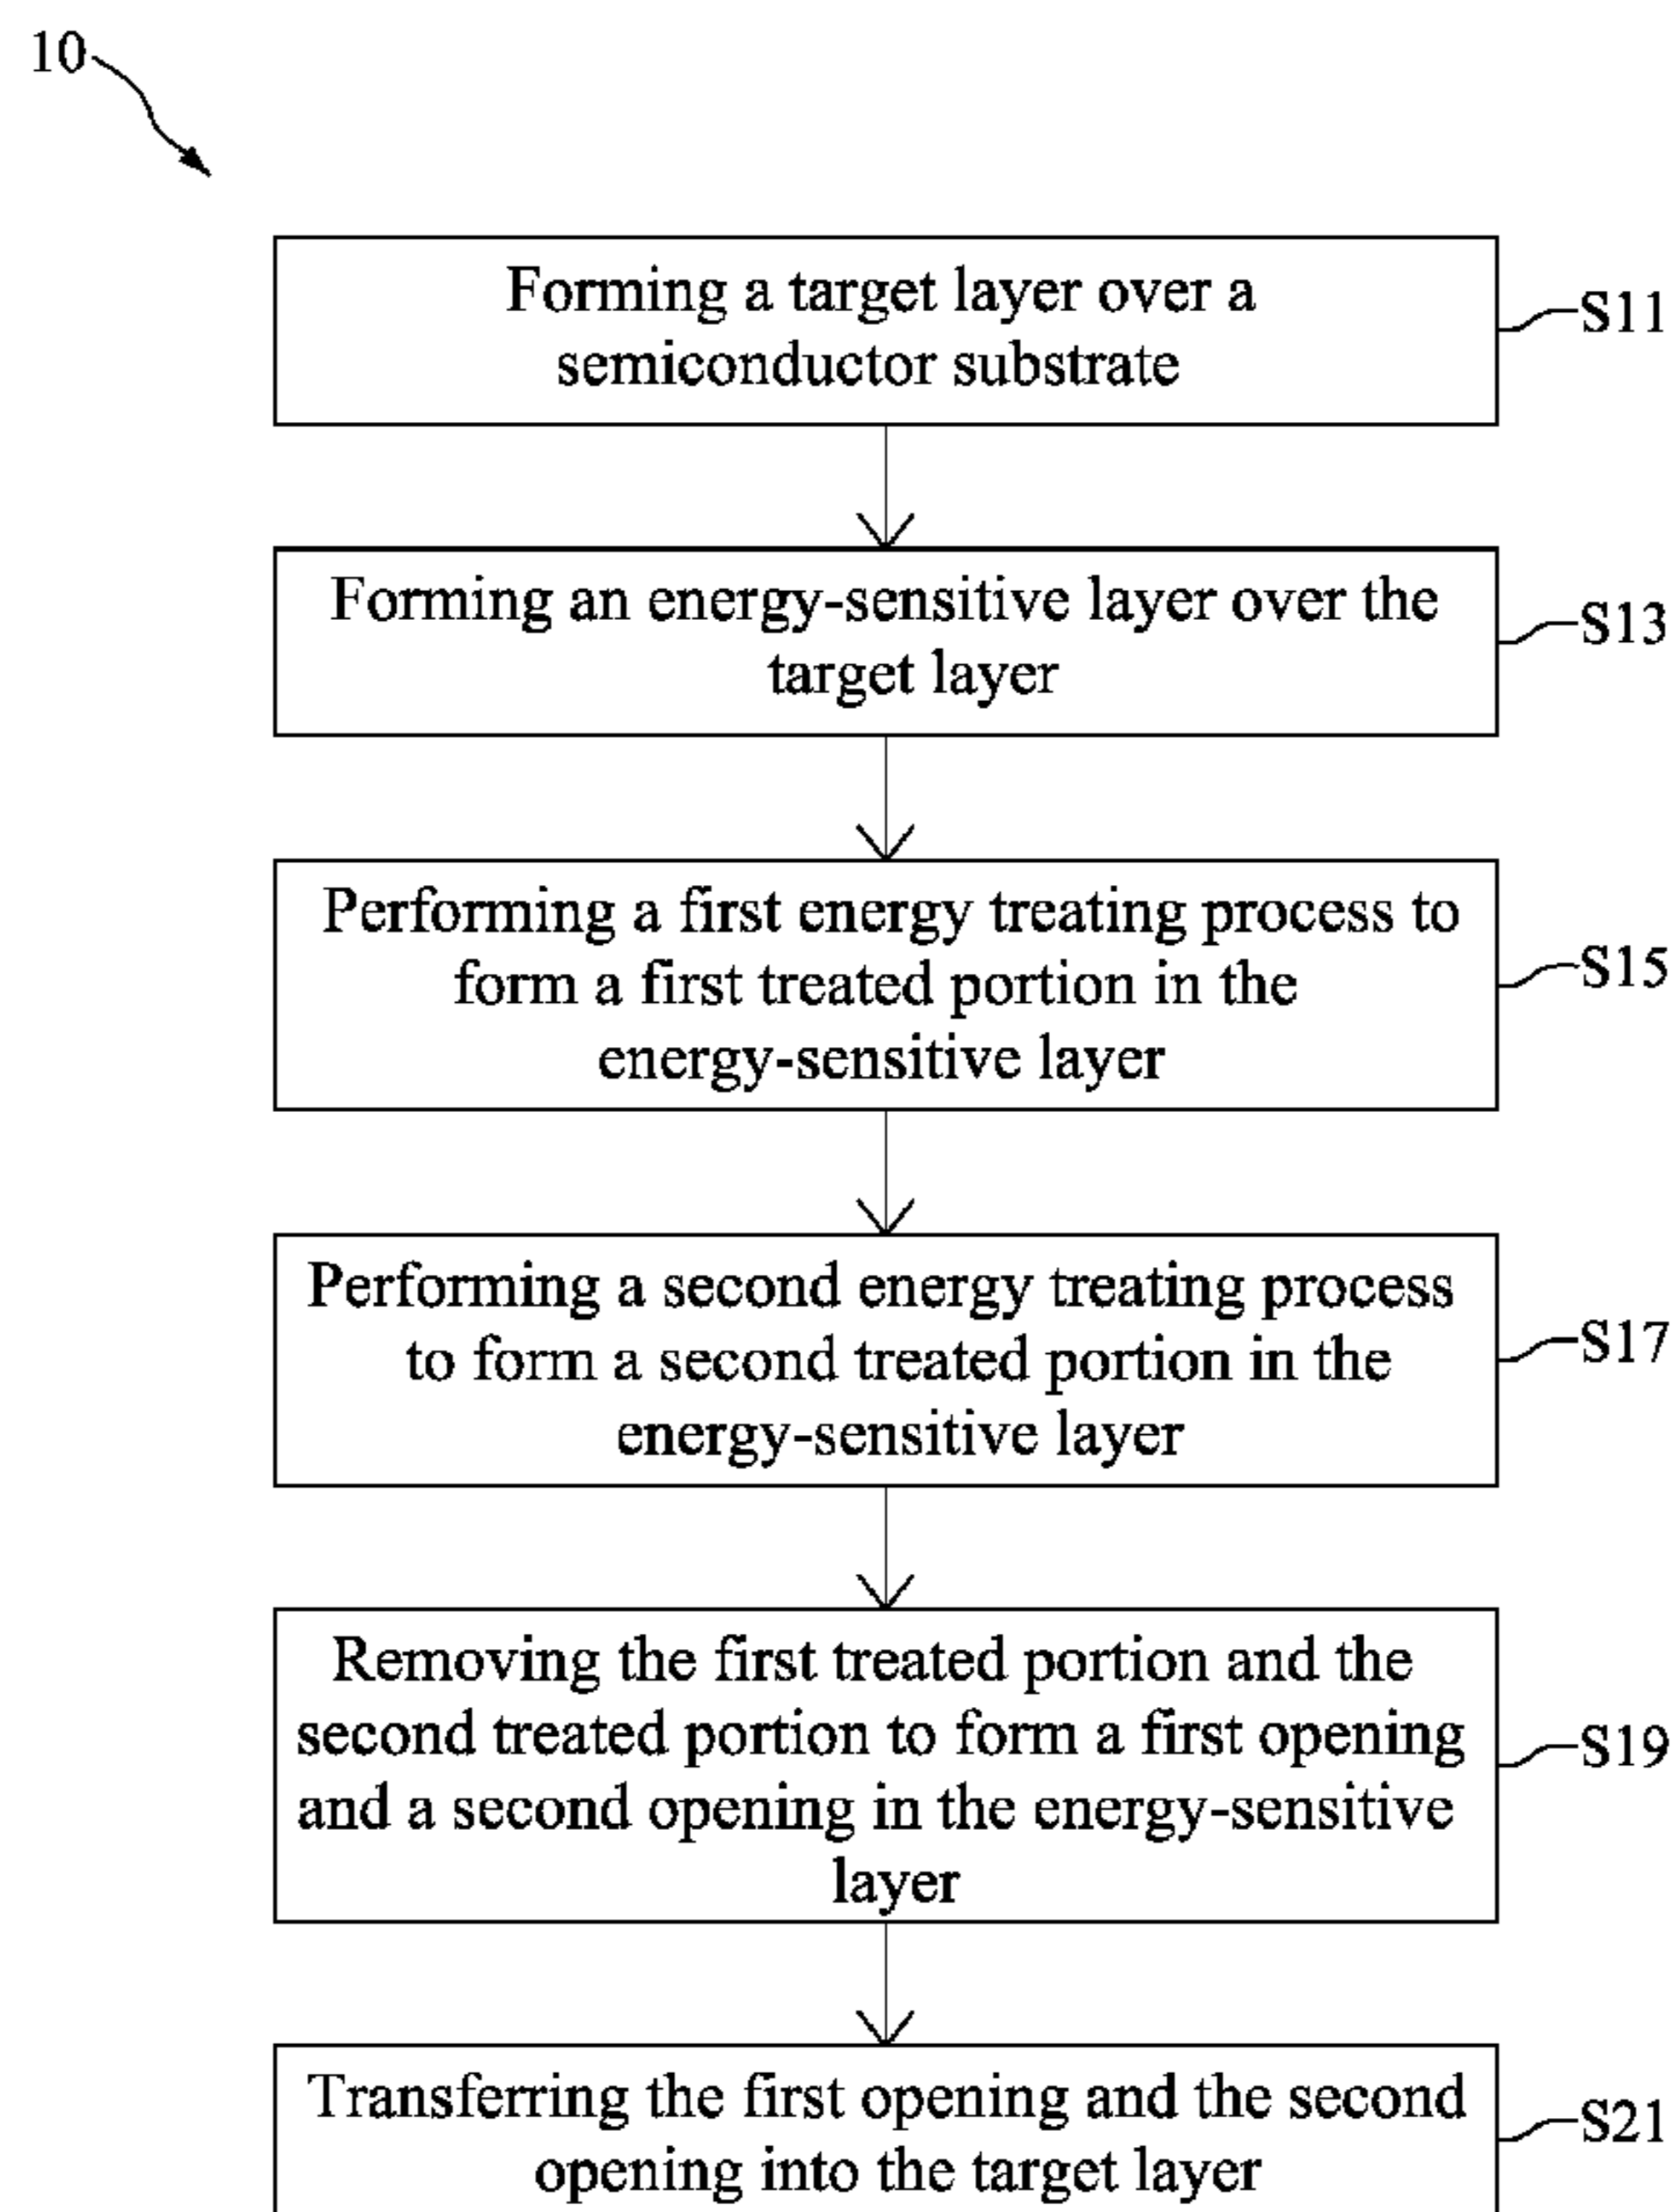 10
Forming a target layer over a
semiconductor substrate
S11
Forming an energy-sensitive layer over the
target layer
S13
Performing a first energy treating process to
form a first treated portion in the
energy-sensitive layer
S15
Performing a second energy treating process
to form a second treated portion in the
energy-sensitive layer
S17
Removing the first treated portion and the
second treated portion to form a first opening
and a second opening in the energy-sensitive
layer
S19
Transferring the first opening and the second
opening into the target layer
S21